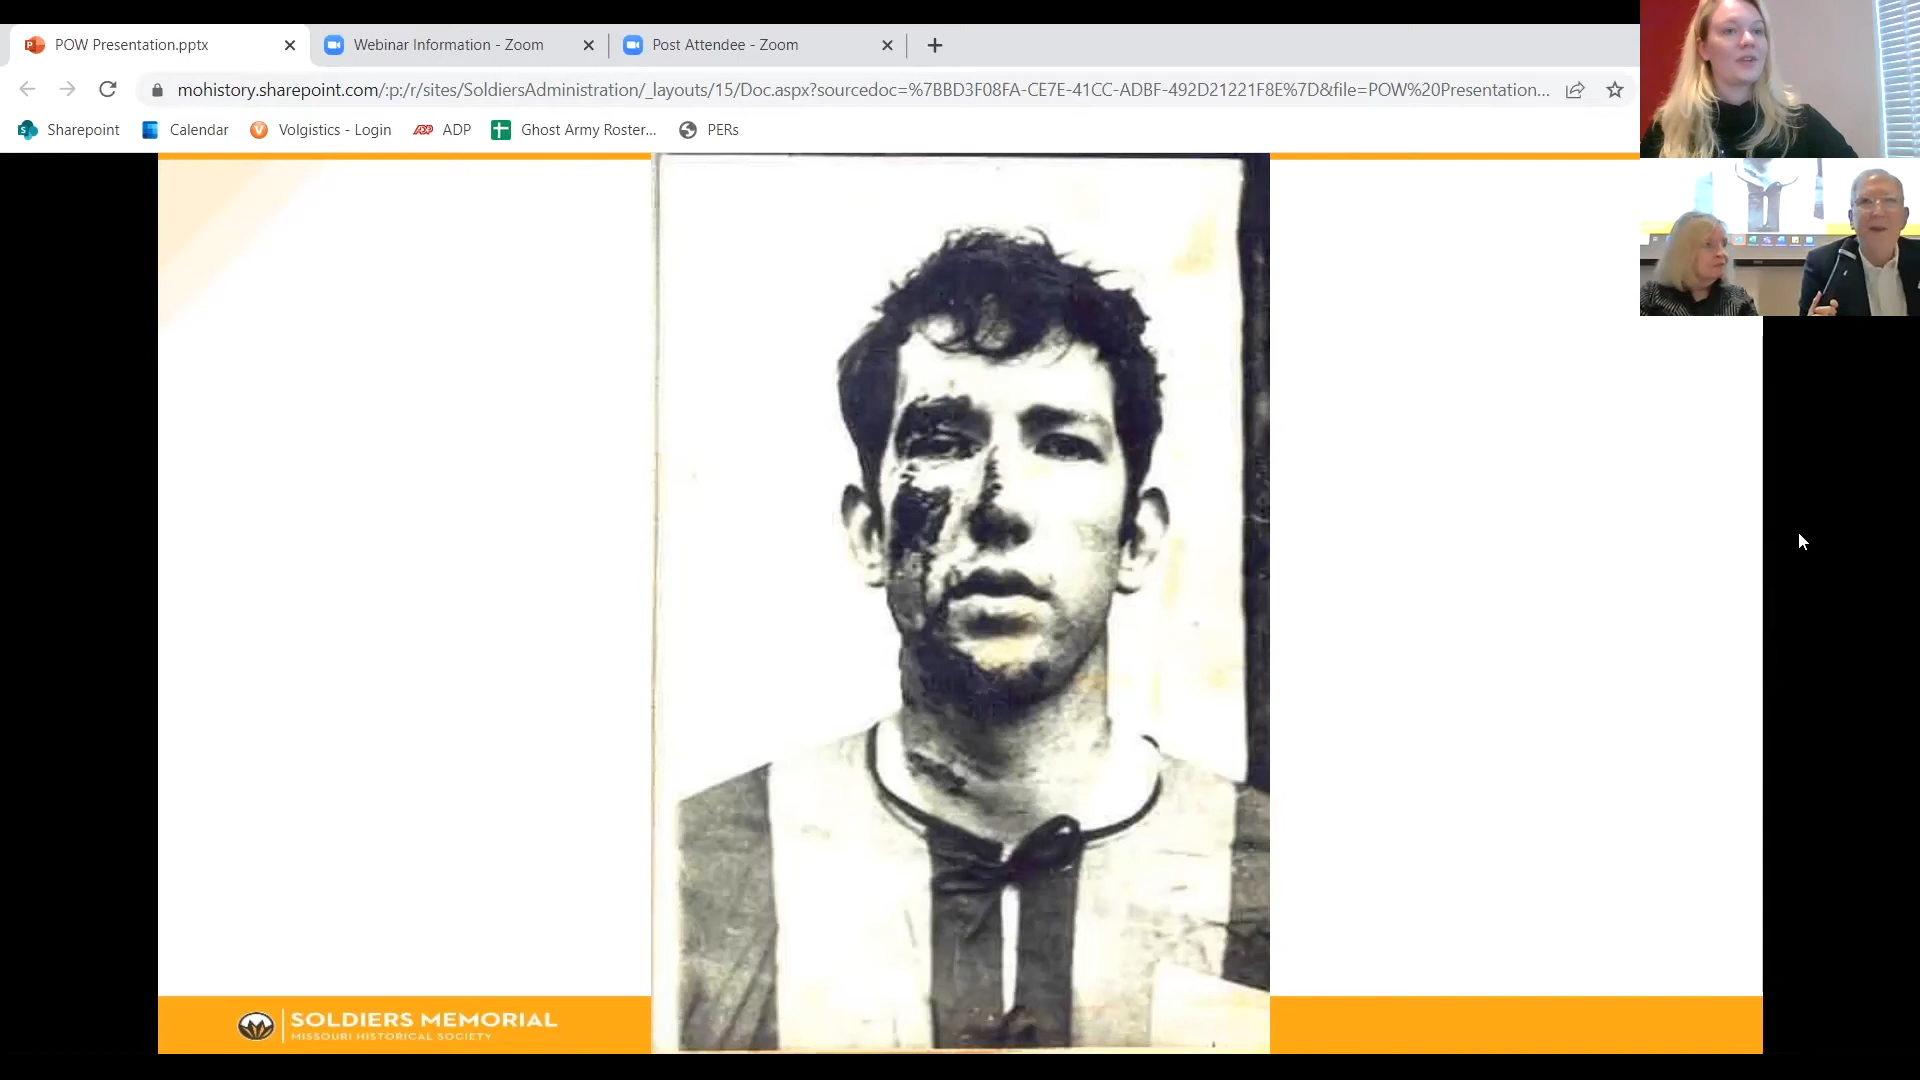 POW Presentation.pptx
Webinar Information - Zoom
Post Attendee - Zoom
mohistory.sharepoint.com/:p:/r/sites/SoldiersAdministration/_layouts/15/Doc.aspx?sourcedoc=%7BBD3F08FA-CE7E-41CC-ADBF-492D21221F8E%7D&file=POW%20Presentation...
Sharepoint
Calendar
Volgistics - Login
ADP
Ghost Army Roster...
PERs
SOLDIERS MEMORIAL
MISSOURI HISTORICAL SOCIETY